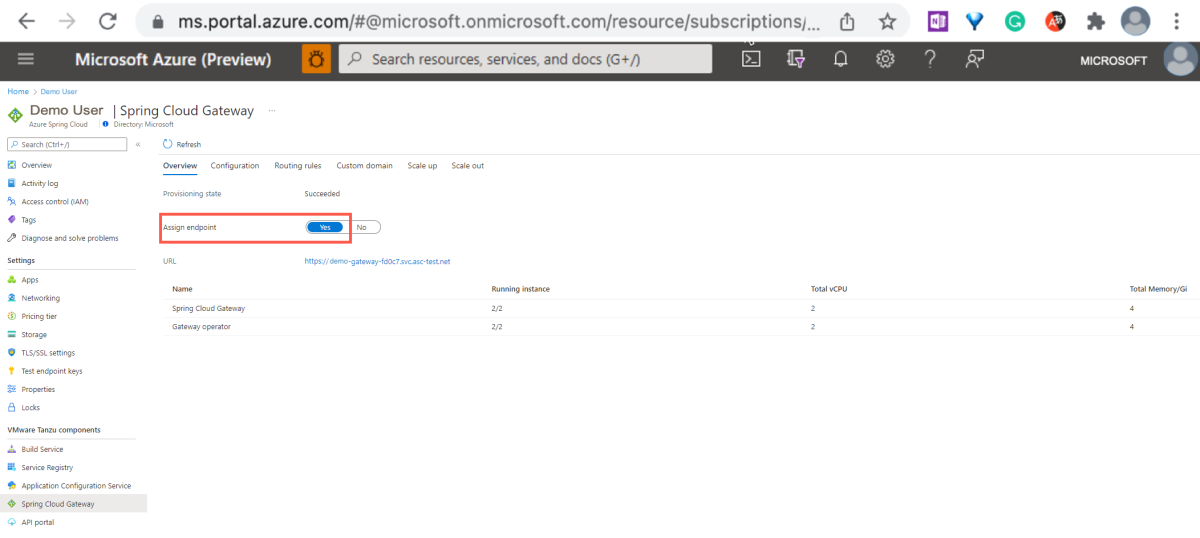 ms.portal.azure.com/#@microsoft.onmicrosoft.com/resource/subscriptions/...
Microsoft Azure (Preview)
Search resources, services, and docs (G+/)
MICROSOFT
Home > Demo User
Demo User | Spring Cloud Gateway ...
Azure Spring Cloud
Directory: Microsoft
Search (Ctrl+/)
«
Refresh
Overview
Activity log
Access control (IAM)
Tags
Diagnose and solve problems
Settings
Apps
Networking
Pricing tier
Storage
TLS/SSL settings
Test endpoint keys
Properties
Locks
VMware Tanzu components
Build Service
Service Registry
Application Configuration Service
Spring Cloud Gateway
API portal
Overview Configuration Routing rules Custom domain Scale up Scale out
Provisioning state Succeeded
Assign endpoint Yes No
URL https://demo-gateway-fd0c7.svc.asc-test.net
Name Running instance Total vCPU Total Memory/Gi
Spring Cloud Gateway 2/2 2 4
Gateway operator 2/2 2 4